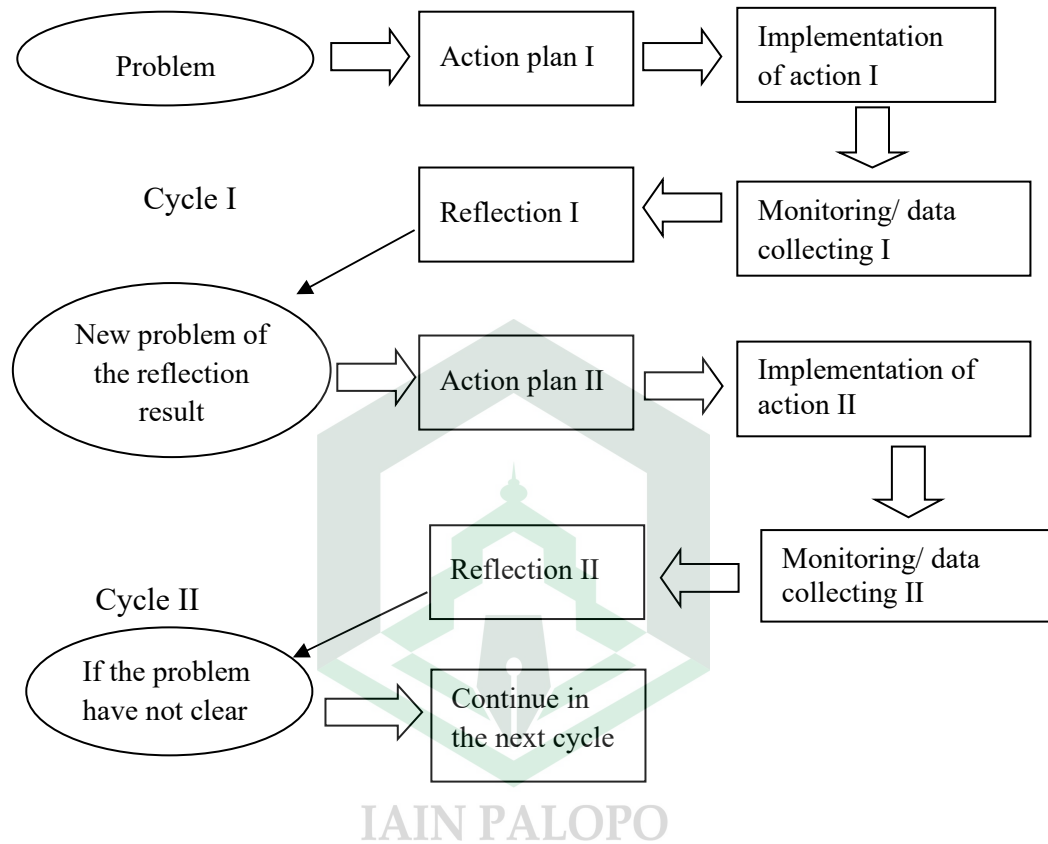 Problem
Action plan I
Implementation
of action I
Cycle I
Reflection I
Monitoring/ data
collecting I
New problem of
the reflection
result
Action plan II
Implementation of
action II
Cycle II
Reflection II
Monitoring/ data
collecting II
If the problem
have not clear
Continue in
the next cycle
IAIN PALOPO